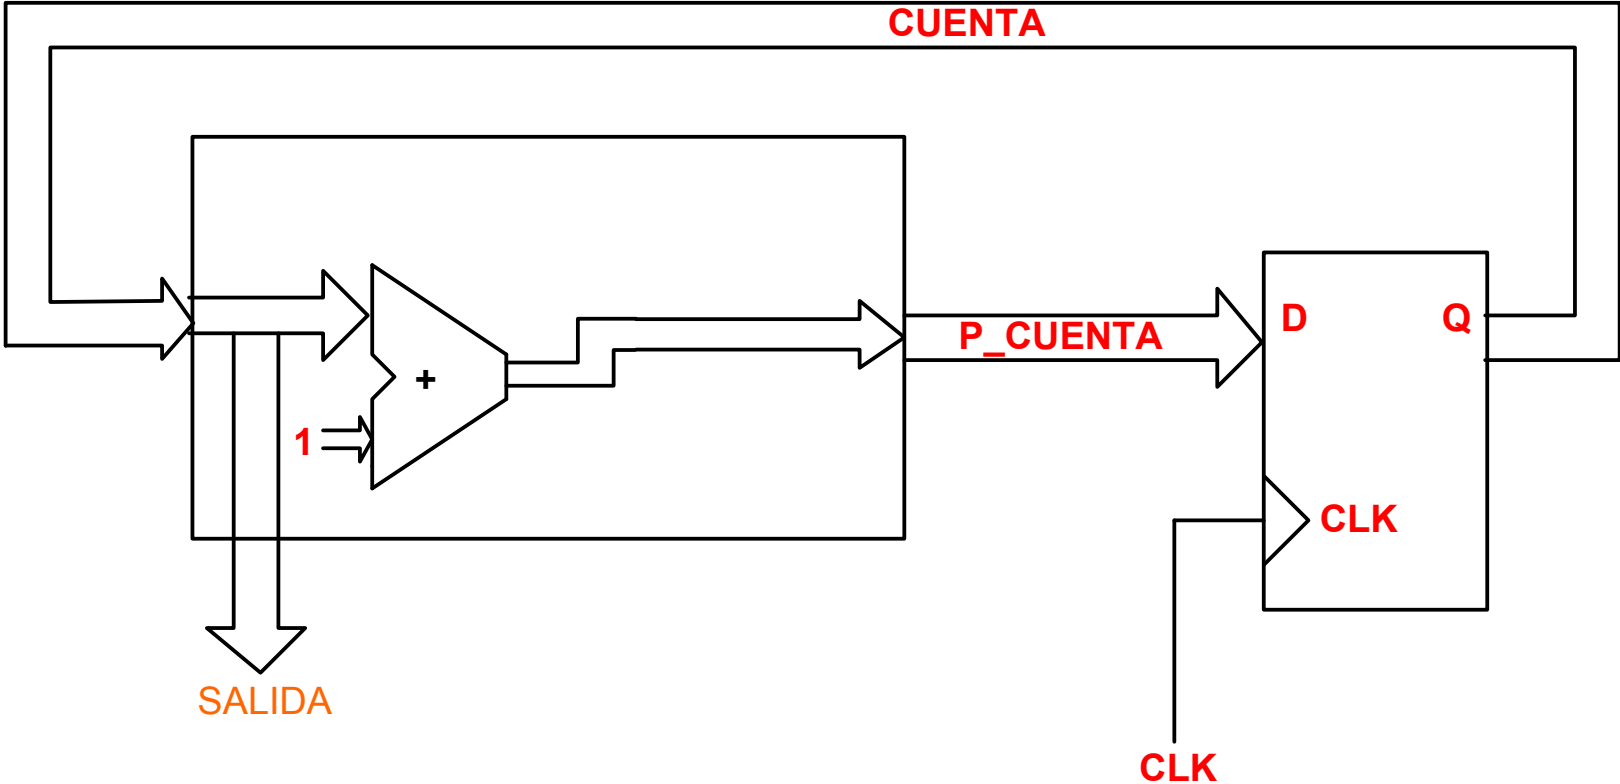 CUENTA
D
Q
P_CUENTA
+
1
CLK
SALIDA
CLK